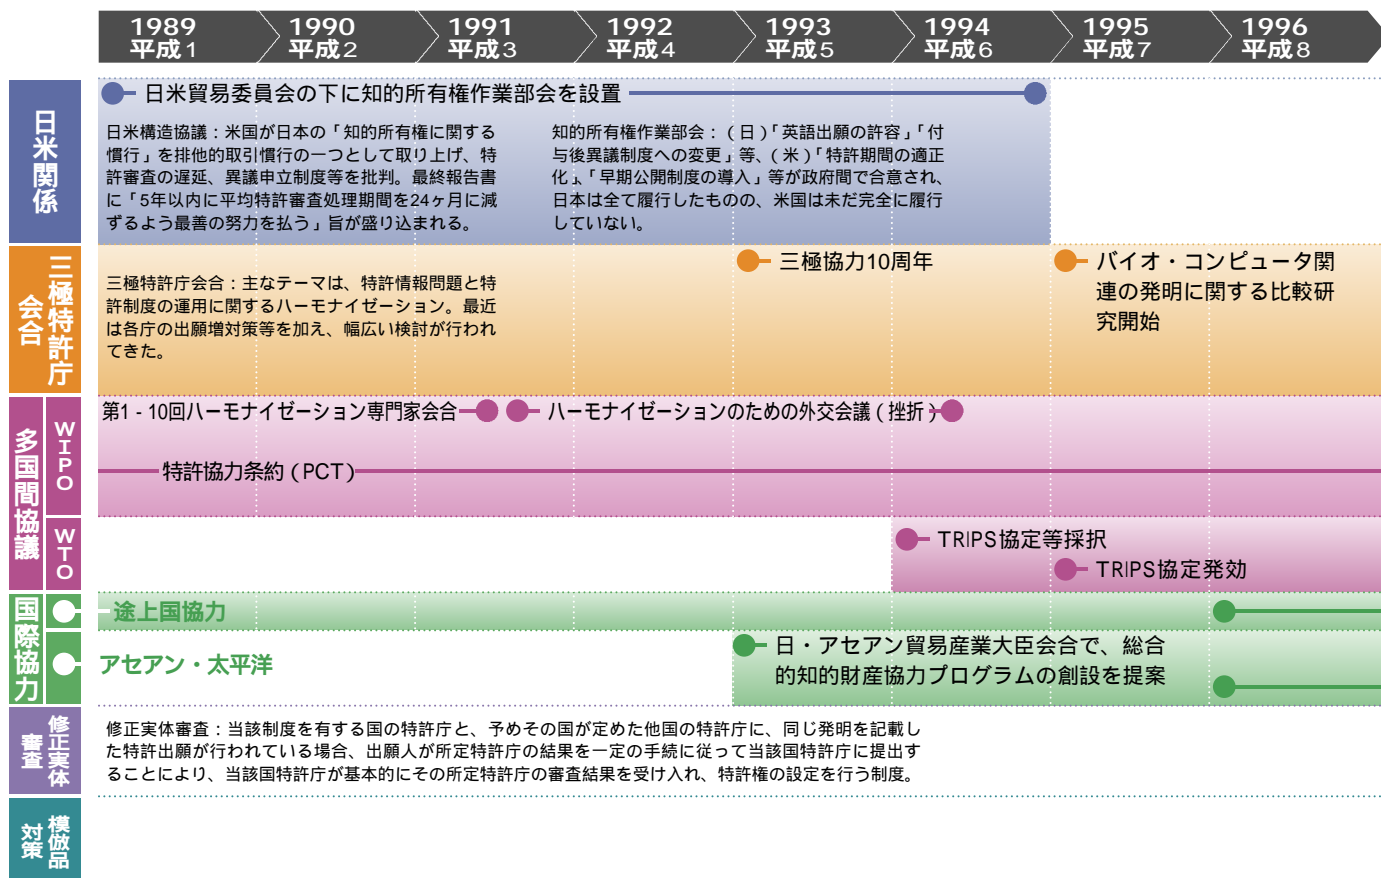 1989 1990 1991 1992 1993 1994 1995 1996
平成1 平成2 平成3 平成4 平成5 平成6 平成7 平成8
日米関係
日米貿易委員会の下に知的所有権作業部会を設置
日米構造協議：米国が日本の「知的所有権に関する
慣行」を排他的取引慣行の一つとして取り上げ、特
許審査の遅延、異議申立制度等を批判。最終報告書
に「5年以内に平均特許審査処理期間を24ヶ月に減
ずるよう最善の努力を払う」旨が盛り込まれる。
知的所有権作業部会：（日）「英語出願の許容」「付
与後異議制度への変更」等、（米）「特許期間の適正
化」、「早期公開制度の導入」等が政府間で合意され、
日本は全て履行したものの、米国は未だ完全に履行
していない。
三極特許庁
会合
三極特許庁会合：主なテーマは、特許情報問題と特
許制度の運用に関するハーモナイゼーション。最近
は各庁の出願増対策等を加え、幅広い検討が行われ
てきた。
三極協力10周年
バイオ・コンピュータ関
連の発明に関する比較研
究開始
多国間協議
WIPO
第1-10回ハーモナイゼーション専門家会合
ハーモナイゼーションのための外交会議（挫折）
特許協力条約（PCT）
WTO
TRIPS協定等採択
TRIPS協定発効
国際協力
途上国協力
アセアン・太平洋
日・アセアン貿易産業大臣会合で、総合
的知的財産協力プログラムの創設を提案
修正実体
審査
修正実体審査：当該制度を有する国の特許庁と、予めその国が定めた他国の特許庁に、同じ発明を記載し
た特許出願が行われている場合、出願人が所定特許庁の結果を一定の手続に従って当該国特許庁に提出す
ることにより、当該国特許庁が基本的にその所定特許庁の審査結果を受け入れ、特許権の設定を行う制度。
模倣品
対策